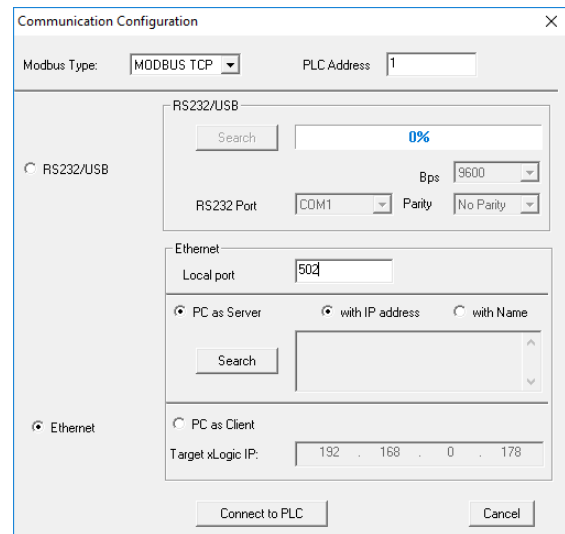 Communication Configuration
Modbus Type: MODBUS TCP PLC Address 1
RS232/USB
Search 0%
RS232/USB
Bps 9600
RS232 Port COM1 Parity No Parity
Ethernet
Local port 502
PC as Server with IP address with Name
Search
Ethernet
PC as Client
Target xLogic IP: 192 . 168 . 0 . 178
Connect to PLC Cancel